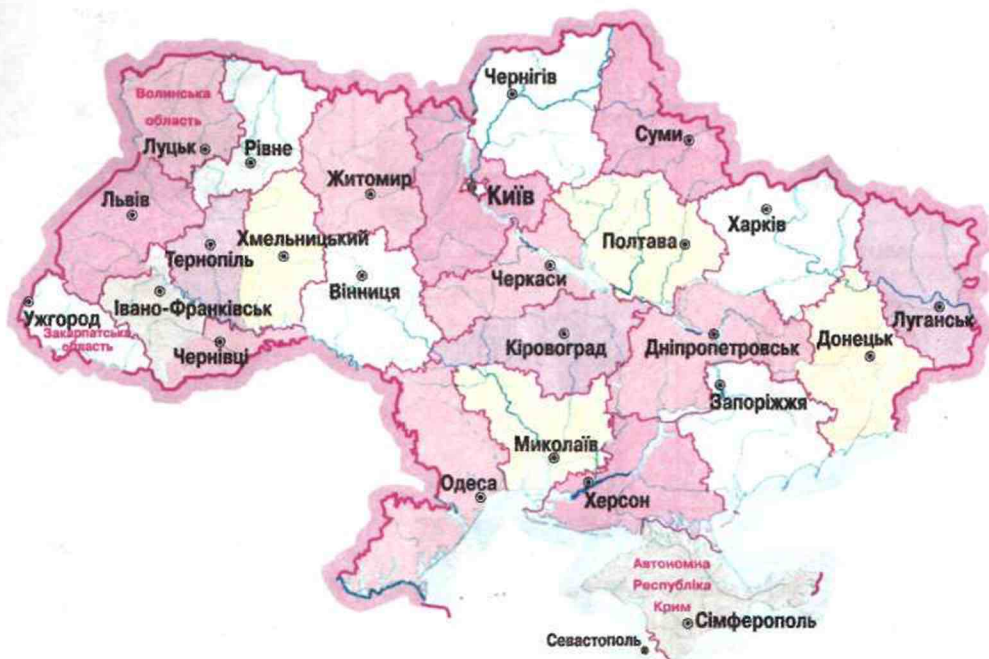 Чернігів
Волинська
область
Луцьк
Рівне
Суми
Житомир
Київ
Львів
Харків
Хмельницький
Полтава
Тернопіль
Черкаси
Вінниця
Івано-Франківськ
Ужгород
Закарпатська
область
Чернівці
Луганськ
Кіровоград
Дніпропетровськ
Донецьк
Запоріжжя
Миколаїв
Одеса
Херсон
Автономна
Республіка
Крим
Сімферополь
Севастополь